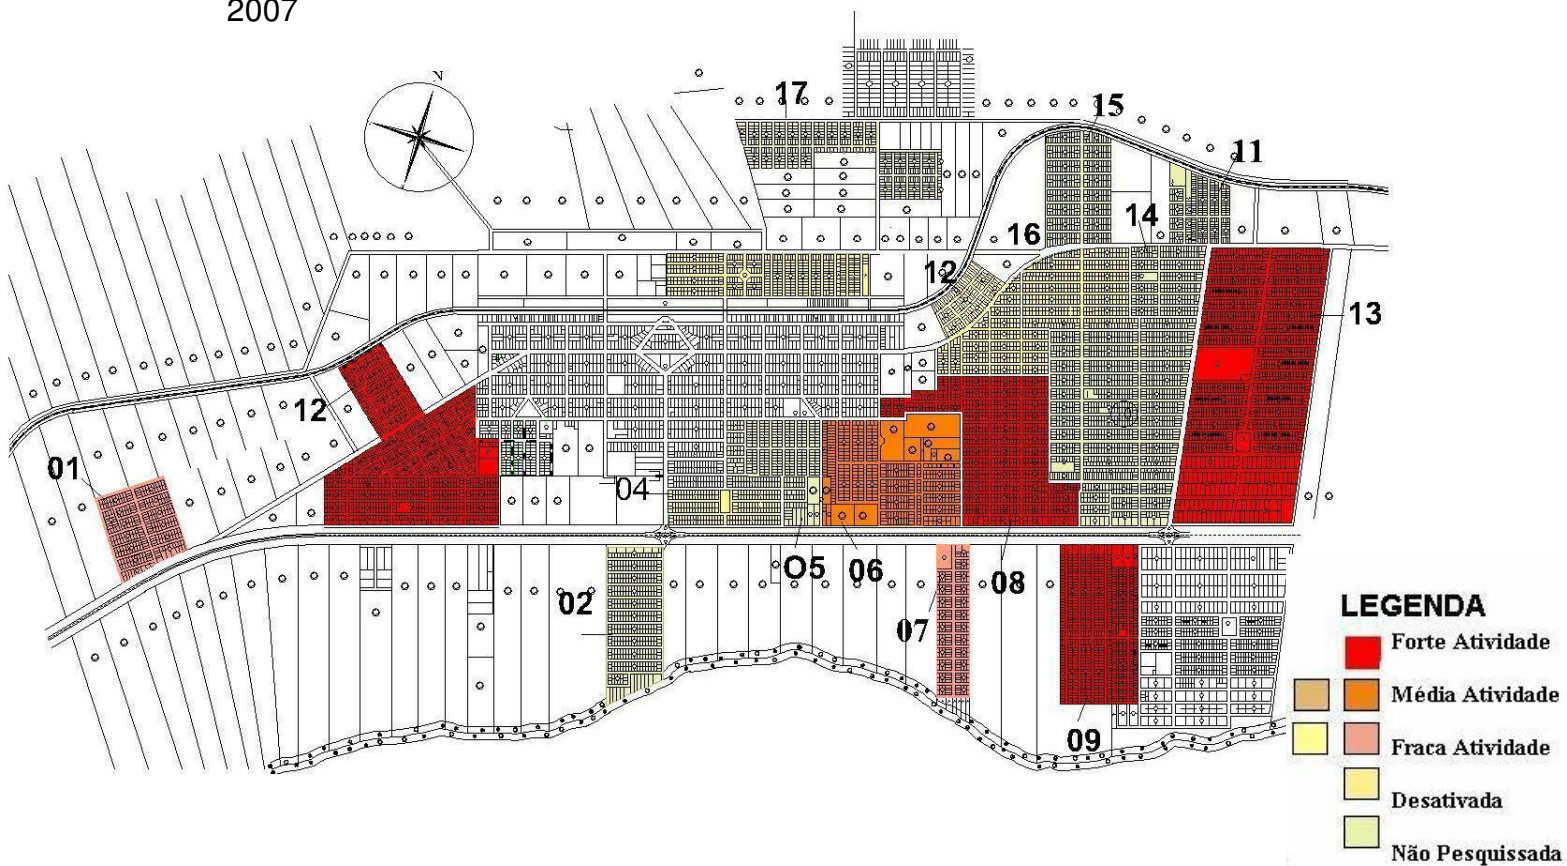 2007
N
17
15
11
14
16
12
13
12
01
04
O5
06
08
02
07
09
LEGENDA
Forte Atividade
Média Atividade
Fraca Atividade
Desativada
Não Pesquissada